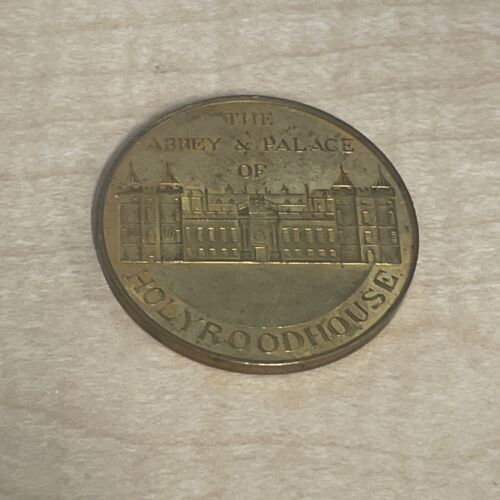 THE
ABBEY & PALACE
OF
HOLYROODHOUSE